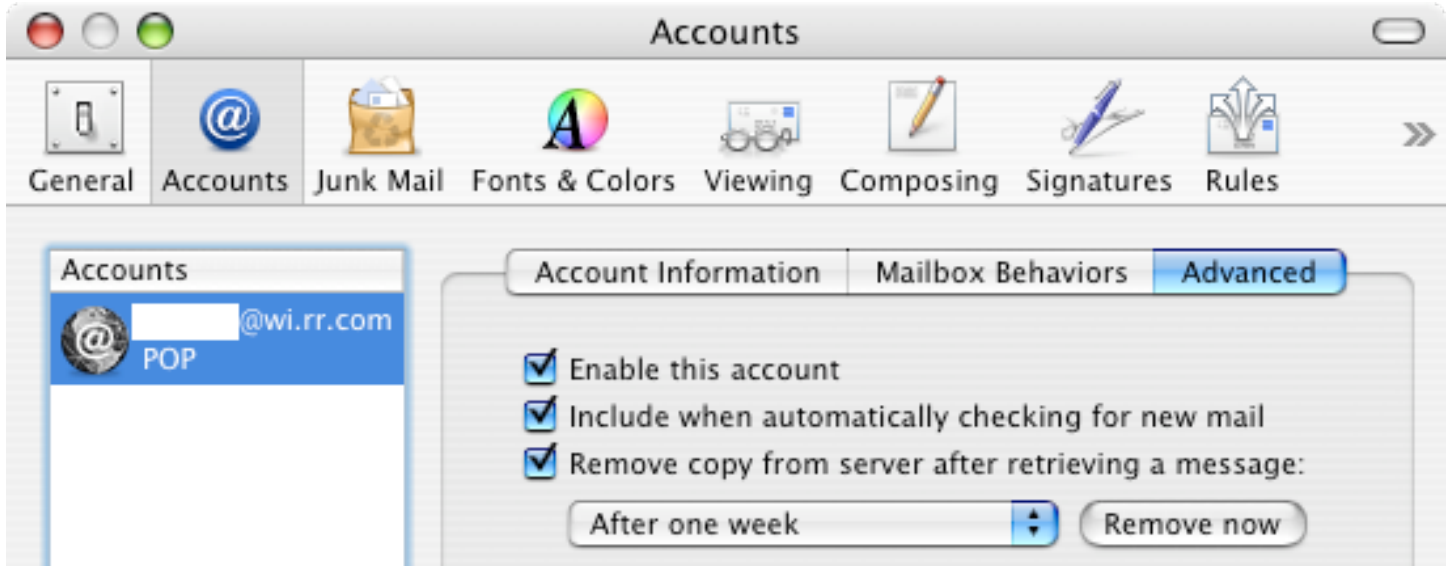 Accounts
General Accounts Junk Mail Fonts & Colors Viewing Composing Signatures Rules
Accounts
@wi.rr.com
POP
Account Information Mailbox Behaviors Advanced
Enable this account
Include when automatically checking for new mail
Remove copy from server after retrieving a message:
After one week Remove now